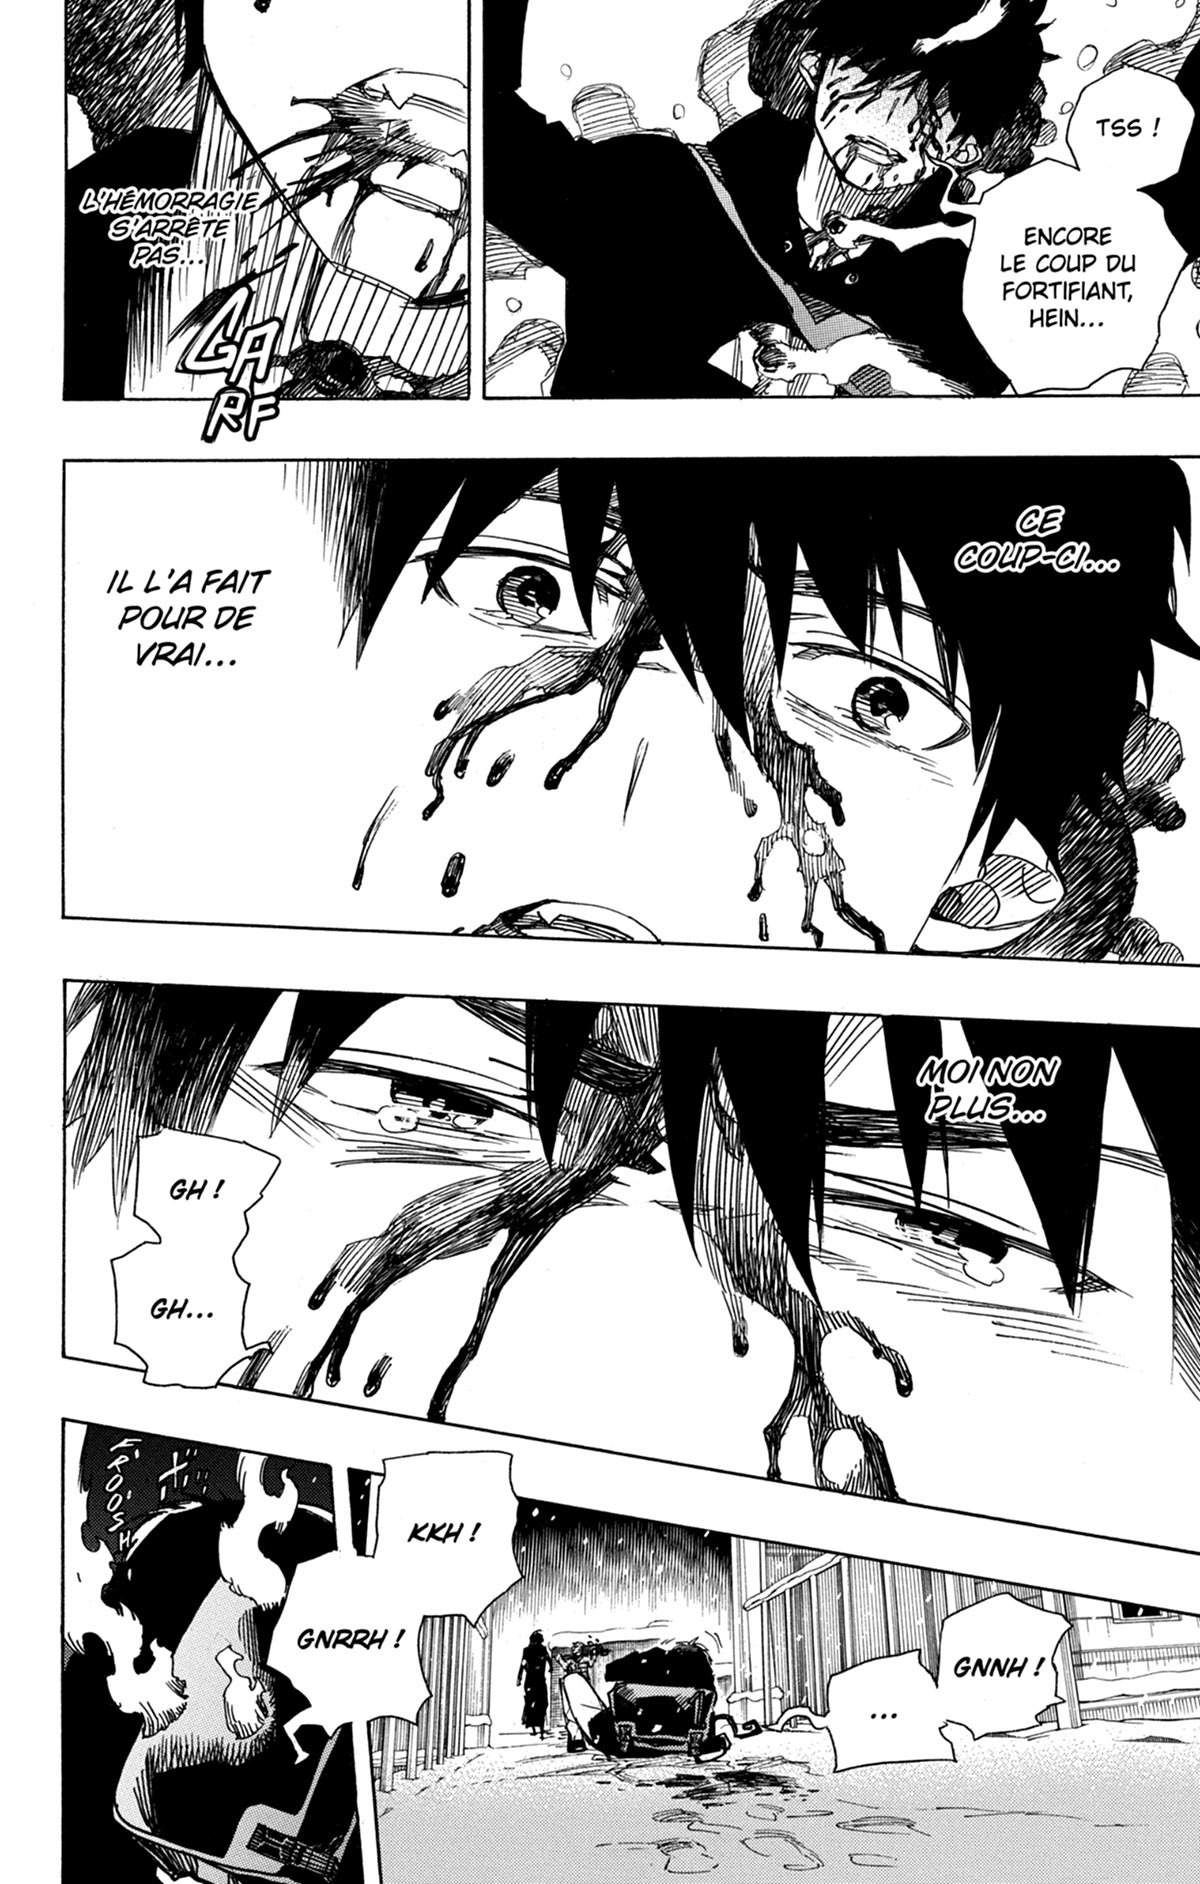 TSS !
ENCORE
LE COUP DU
FORTIFIANT,
HEIN...
L'HÉMORRAGIE
S'ARRÊTE
PAS...
GARF
CE
COUP-CI...
IL L'A FAIT
POUR DE
VRAI...
MOI NON
PLUS...
GH !
GH...
GNNH !
...
KKH !
GNRRH !
FROOSH